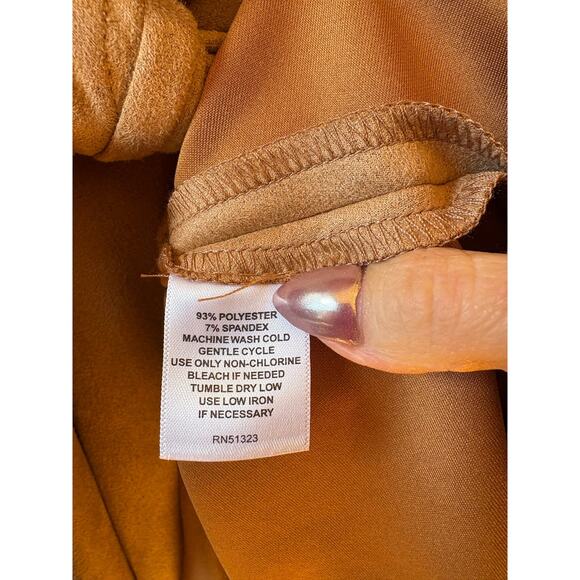 93% POLYESTER
7% SPANDEX
MACHINE WASH COLD
GENTLE CYCLE
USE ONLY NON-CHLORINE
BLEACH IF NEEDED
TUMBLE DRY LOW
USE LOW IRON
IF NECESSARY
RN51323